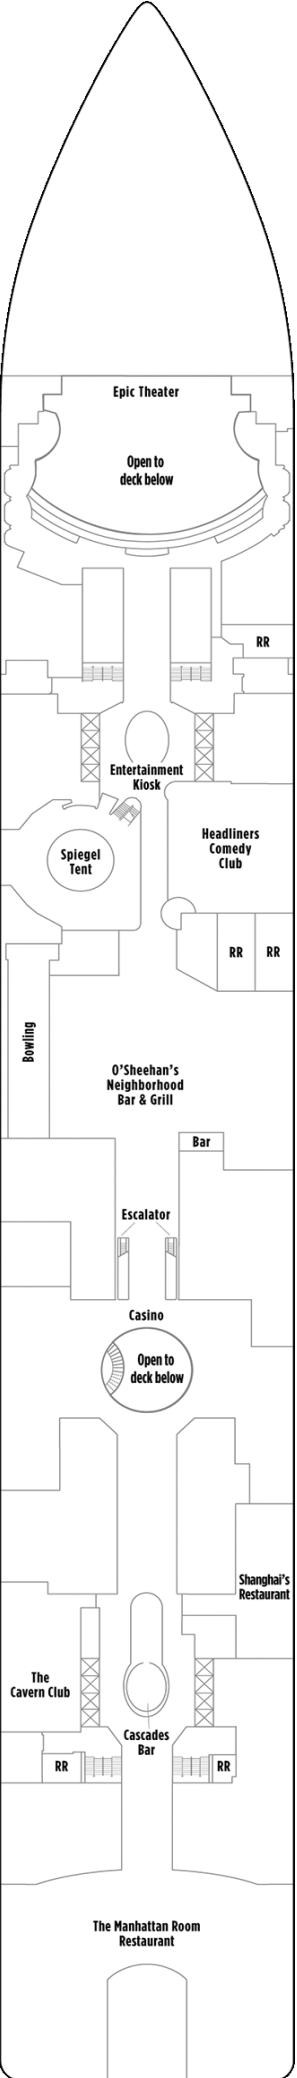 Epic Theater
Open to
deck below
RR
Entertainment
Kiosk
Spiegel
Tent
Headliners
Comedy
Club
RR
RR
Bowling
O'Sheehan's
Neighborhood
Bar & Grill
Bar
Escalator
Casino
Open to
deck below
Shanghai's
Restaurant
The
Cavern Club
Cascades
Bar
RR
RR
The Manhattan Room
Restaurant